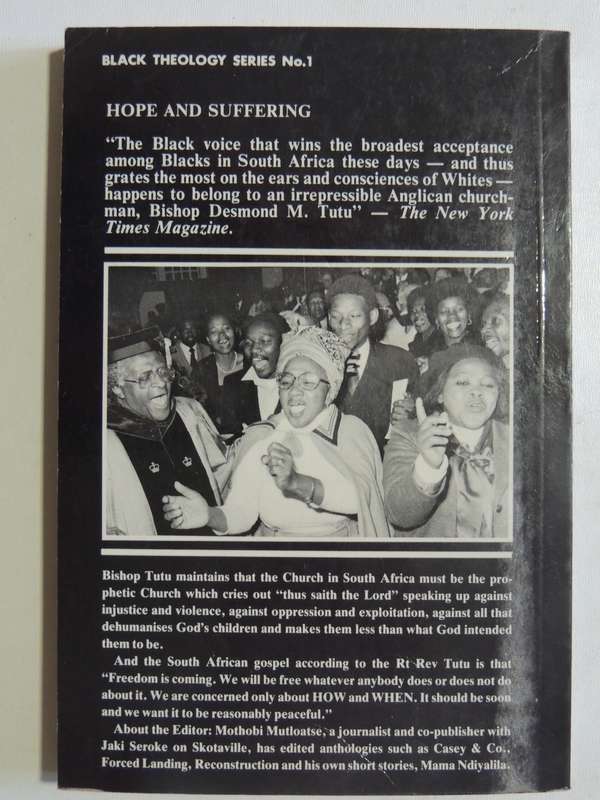 BLACK THEOLOGY SERIES No.1
HOPE AND SUFFERING
“The Black voice that wins the broadest acceptance
among Blacks in South Africa these days — and thus
grates the most on the ears and consciences of Whites —
happens to belong to an irrepressible Anglican church-
man, Bishop Desmond M. Tutu” — The New York
Times Magazine.
Bishop Tutu maintains that the Church in South Africa must be the pro-
phetic Church which cries out “thus saith the Lord” speaking up against
injustice and violence, against oppression and exploitation, against all that
dehumanises God's children and makes them less than what God intended
them to be.
And the South African gospel according to the Rt Rev Tutu is that
“Freedom is coming. We will be free whatever anybody does or does not do
about it. We are concerned only about HOW and WHEN. It should be soon
and we want it to be reasonably peaceful.”
About the Editor: Mothobi Mutloatse, a journalist and co-publisher with
Jaki Seroke on Skotaville, has edited anthologies such as Casey & Co.,
Forced Landing, Reconstruction and his own short stories, Mama Ndiyalila.